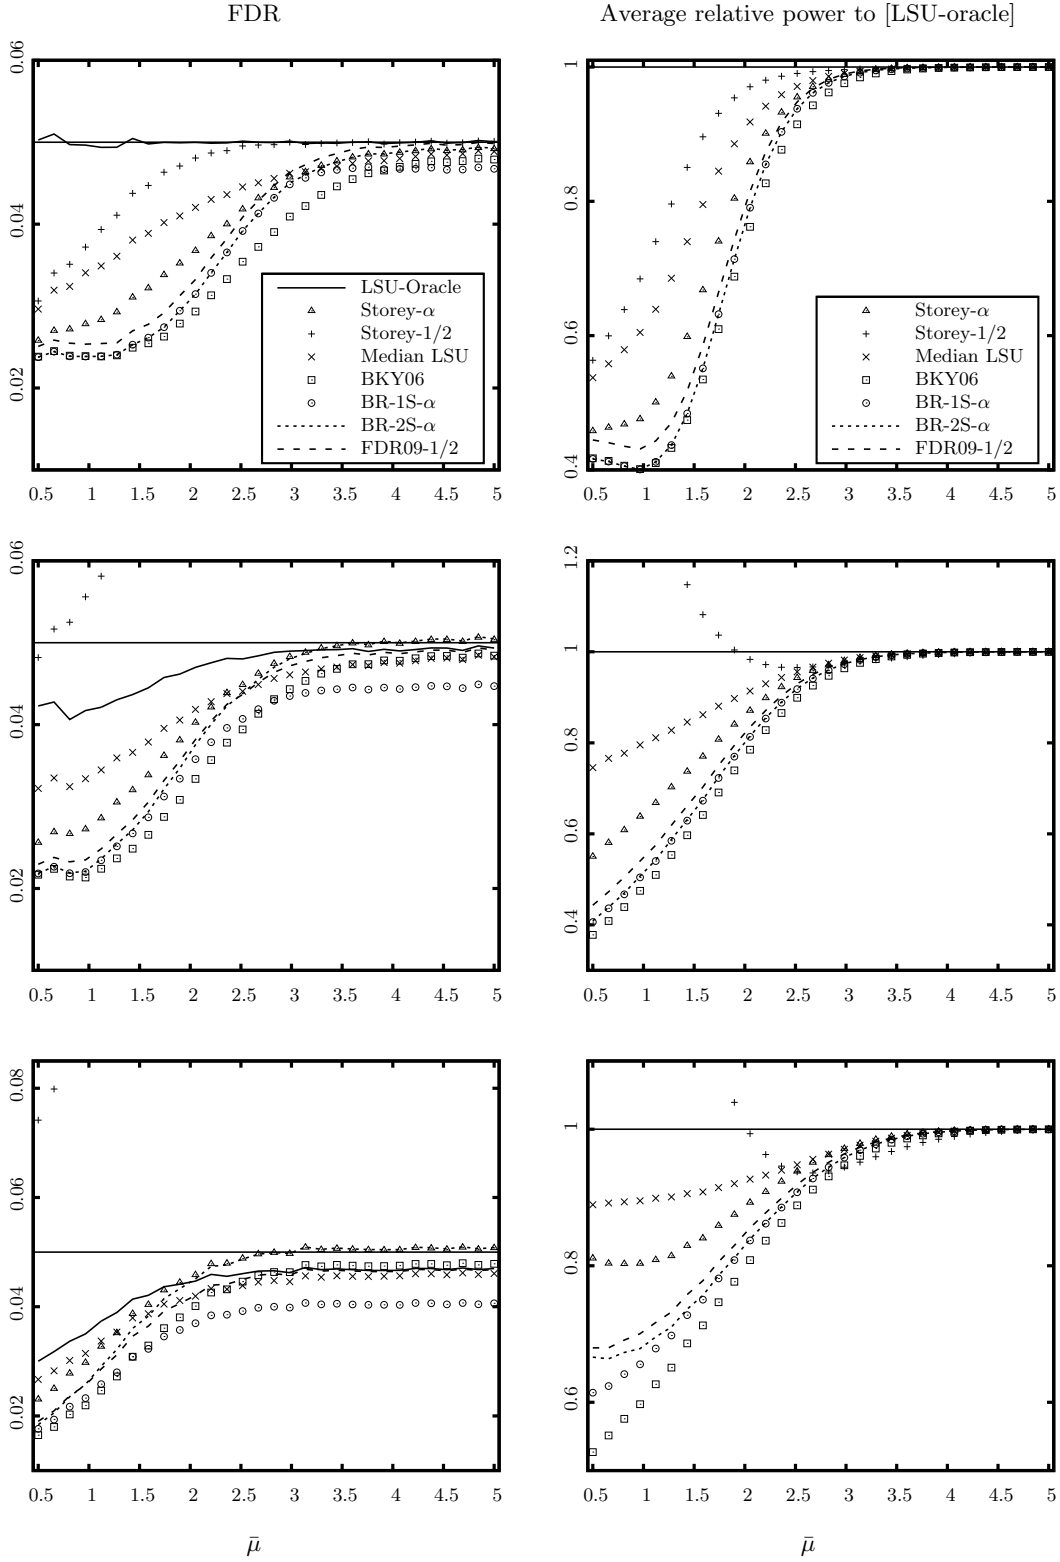 FDR
Average relative power to [LSU-oracle]
0.06
0.04
0.02
LSU-Oracle
Storey-α
Storey-1/2
Median LSU
BKY06
BR-1S-α
BR-2S-α
FDR09-1/2
0.5 1 1.5 2 2.5 3 3.5 4 4.5 5
1
0.8
0.6
0.4
Storey-α
Storey-1/2
Median LSU
BKY06
BR-1S-α
BR-2S-α
FDR09-1/2
0.5 1 1.5 2 2.5 3 3.5 4 4.5 5
0.06
0.04
0.02
0.5 1 1.5 2 2.5 3 3.5 4 4.5 5
1.2
1
0.8
0.6
0.4
0.5 1 1.5 2 2.5 3 3.5 4 4.5 5
0.08
0.06
0.04
0.02
0.5 1 1.5 2 2.5 3 3.5 4 4.5 5
μ̄
1
0.8
0.6
0.5 1 1.5 2 2.5 3 3.5 4 4.5 5
μ̄